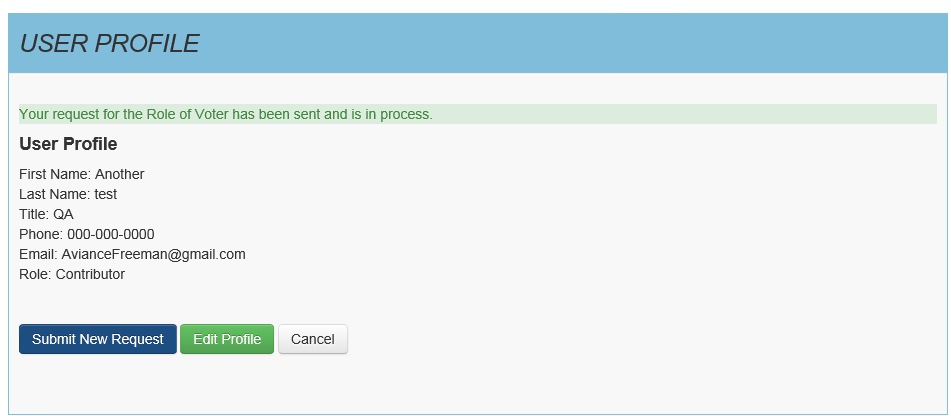 USER PROFILE
Your request for the Role of Voter has been sent and is in process.
User Profile
First Name: Another
Last Name: test
Title: QA
Phone: 000-000-0000
Email: AvianceFreeman@gmail.com
Role: Contributor
Submit New Request Edit Profile Cancel